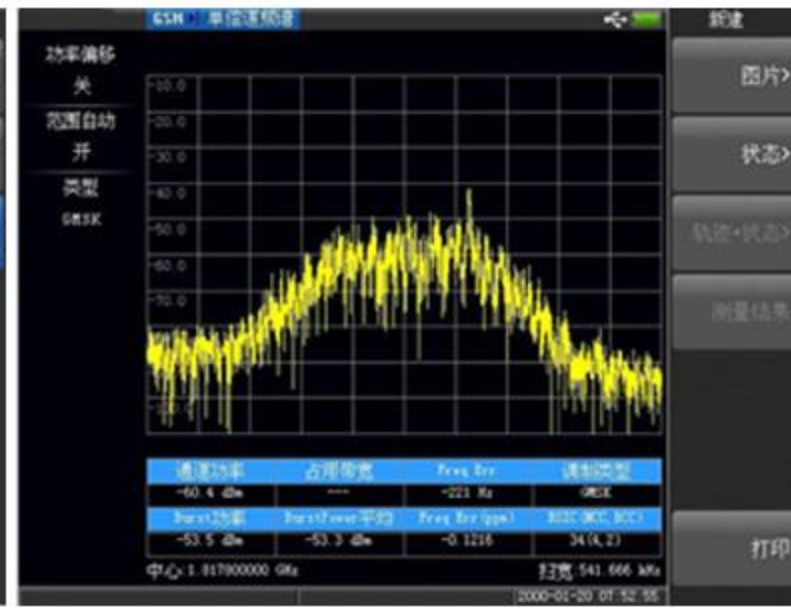 GSM 单信道频谱
新建
功率偏移
关
范围自动
开
类型
GMSK
-10.0
-20.0
-30.0
-40.0
-50.0
-60.0
-70.0
图片>
状态>
轨迹+状态>
测量结果
打印
通道功率 占用带宽 Freq Err 调制类型
-60.4 dBm --- -221 Hz GMSK
Burst功率 BurstPower平均 Freq Err(ppm) BSIC(NCC,BCC)
-53.5 dBm -53.3 dBm -0.1216 34(4,2)
中心:1.817800000 GHz 扫宽:541.666 kHz
2000-01-20 07:52:55